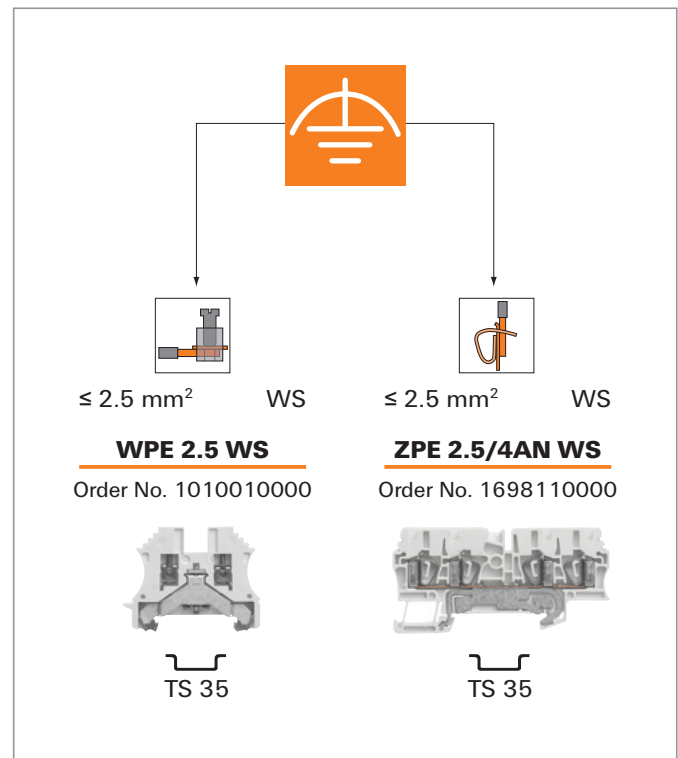 ≤ 2.5 mm² WS
WPE 2.5 WS
Order No. 1010010000
TS 35
≤ 2.5 mm² WS
ZPE 2.5/4AN WS
Order No. 1698110000
TS 35